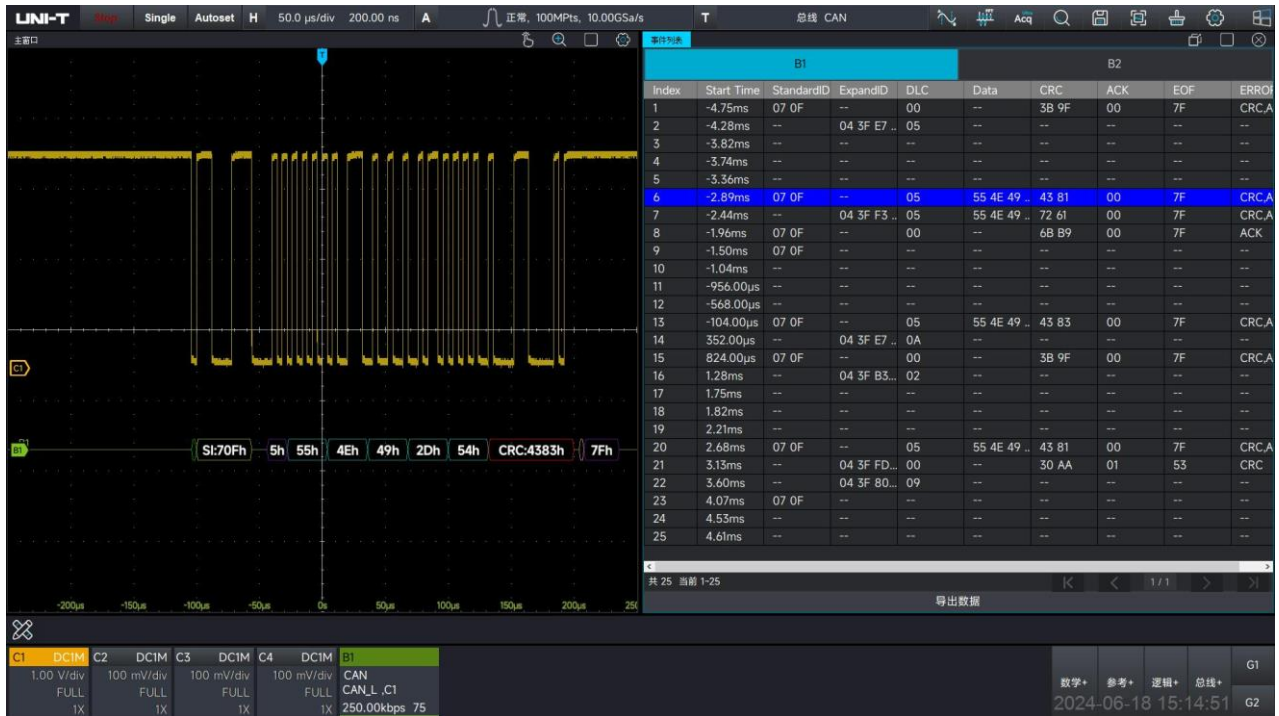 UNI-T Stop Single Autoset H 50.0 μs/div 200.00 ns A 正常, 100MPts, 10.00GSa/s T 总线 CAN Acq
主窗口
T
事件列表
B1 B2
Index Start Time StandardID ExpandID DLC Data CRC ACK EOF ERROR
1 -4.75ms 07 0F -- 00 -- 3B 9F 00 7F CRC,A
2 -4.28ms -- 04 3F E7 .. 05 -- -- -- -- --
3 -3.82ms -- -- -- -- -- -- -- --
4 -3.74ms -- -- -- -- -- -- -- --
5 -3.36ms -- -- -- -- -- -- -- --
6 -2.89ms 07 0F -- 05 55 4E 49 .. 43 81 00 7F CRC,A
7 -2.44ms -- 04 3F F3 .. 05 55 4E 49 .. 72 61 00 7F CRC,A
8 -1.96ms 07 0F -- 00 -- 6B B9 00 7F ACK
9 -1.50ms 07 0F -- -- -- -- -- -- --
10 -1.04ms -- -- -- -- -- -- -- --
11 -956.00μs -- -- -- -- -- -- -- --
12 -568.00μs -- -- -- -- -- -- -- --
13 -104.00μs 07 0F -- 05 55 4E 49 .. 43 83 00 7F CRC,A
14 352.00μs -- 04 3F E7 .. 0A -- -- -- -- --
15 824.00μs 07 0F -- 00 -- 3B 9F 00 7F CRC,A
16 1.28ms -- 04 3F B3... 02 -- -- -- -- --
17 1.75ms -- -- -- -- -- -- -- --
18 1.82ms -- -- -- -- -- -- -- --
19 2.21ms -- -- -- -- -- -- -- --
20 2.68ms 07 0F -- 05 55 4E 49 .. 43 81 00 7F CRC,A
21 3.13ms -- 04 3F FD... 00 -- 30 AA 01 53 CRC
22 3.60ms -- 04 3F 80... 09 -- -- -- -- --
23 4.07ms 07 0F -- -- -- -- -- -- --
24 4.53ms -- -- -- -- -- -- -- --
25 4.61ms -- -- -- -- -- -- -- --
C1
B1 SI:70Fh 5h 55h 4Eh 49h 2Dh 54h CRC:4383h 7Fh
共 25 当前 1-25 1/1
导出数据
-200μs -150μs -100μs -50μs 0s 50μs 100μs 150μs 200μs 250
C1 DC1M C2 DC1M C3 DC1M C4 DC1M B1
1.00 V/div 100 mV/div 100 mV/div 100 mV/div CAN
FULL FULL FULL FULL CAN_L ,C1
1X 1X 1X 1X 250.00kbps 75
数学+ 参考+ 逻辑+ 总线+ G1
2024-06-18 15:14:51 G2